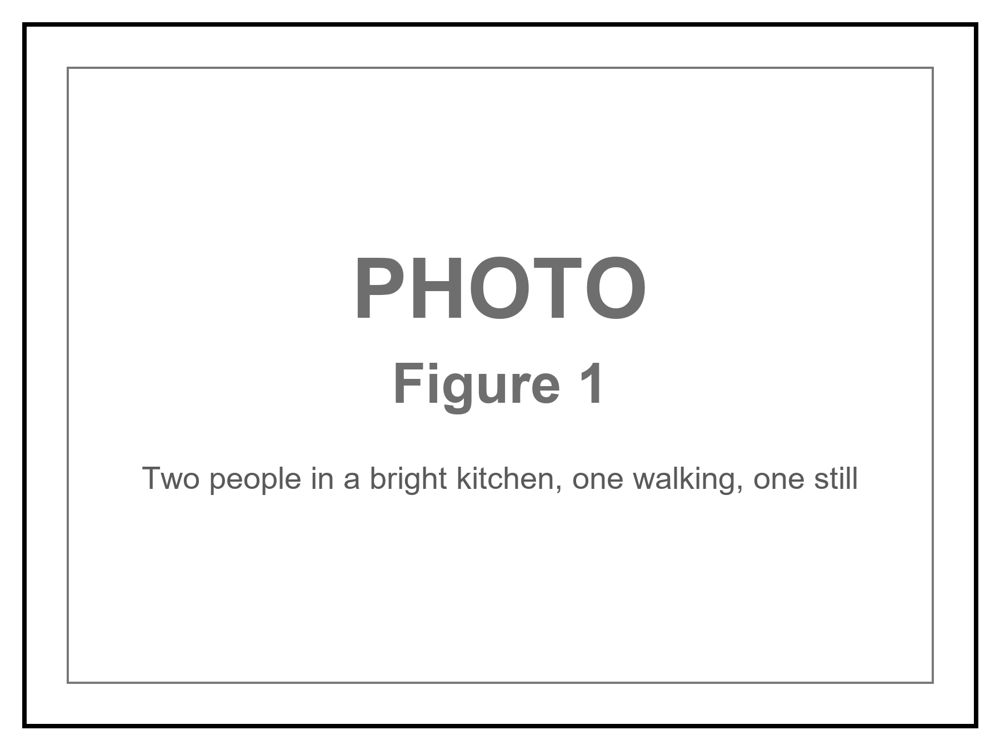 PHOTO
Figure 1
Two people in a bright kitchen, one walking, one still